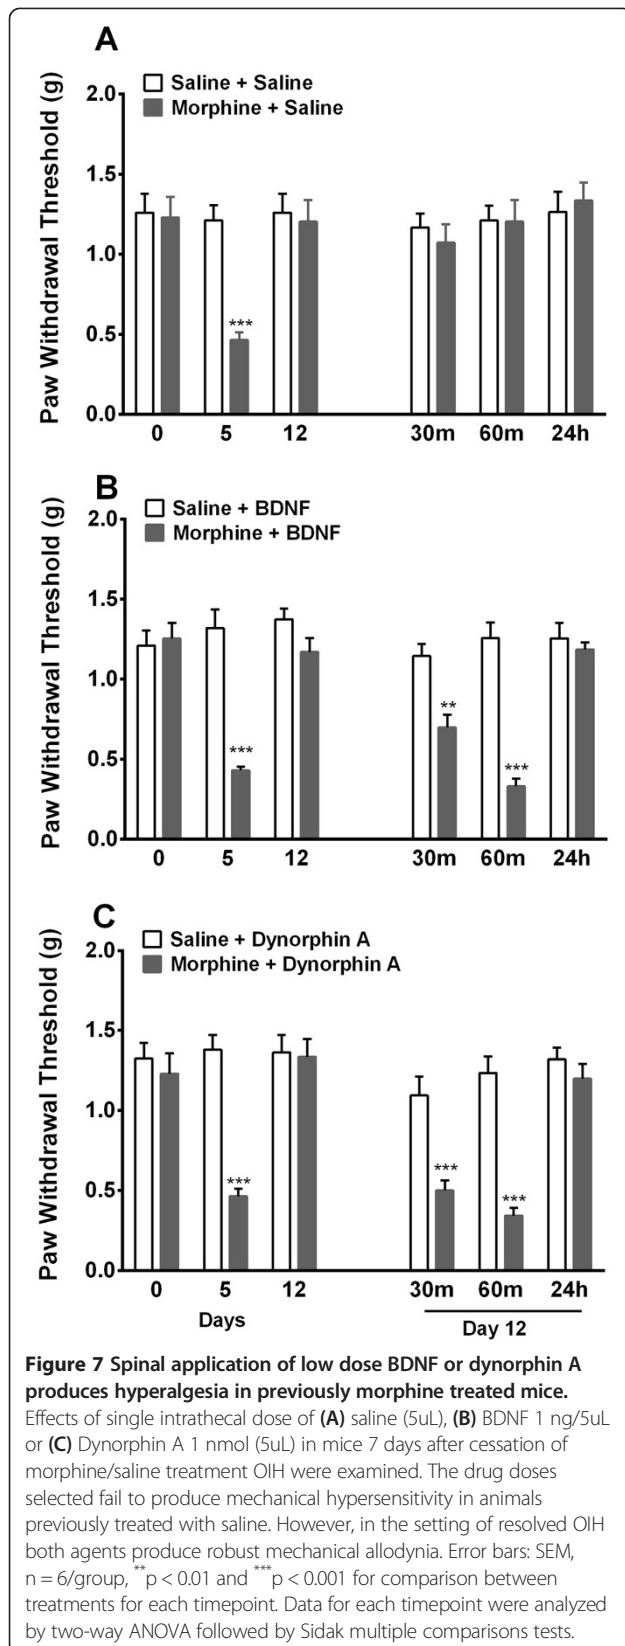 A
Saline + Saline
Morphine + Saline
Paw Withdrawal Threshold (g)
2.0
1.5
1.0
0.5
0.0
***
0 5 12 30m 60m 24h
B
Saline + BDNF
Morphine + BDNF
Paw Withdrawal Threshold (g)
2.0
1.5
1.0
0.5
0.0
***
**
***
0 5 12 30m 60m 24h
C
Saline + Dynorphin A
Morphine + Dynorphin A
Paw Withdrawal Threshold (g)
2.0
1.5
1.0
0.5
0.0
***
***
***
0 5 12 30m 60m 24h
Days
Day 12
Figure 7 Spinal application of low dose BDNF or dynorphin A
produces hyperalgesia in previously morphine treated mice.
Effects of single intrathecal dose of (A) saline (5uL), (B) BDNF 1 ng/5uL
or (C) Dynorphin A 1 nmol (5uL) in mice 7 days after cessation of
morphine/saline treatment OIH were examined. The drug doses
selected fail to produce mechanical hypersensitivity in animals
previously treated with saline. However, in the setting of resolved OIH
both agents produce robust mechanical allodynia. Error bars: SEM,
n = 6/group, **p < 0.01 and ***p < 0.001 for comparison between
treatments for each timepoint. Data for each timepoint were analyzed
by two-way ANOVA followed by Sidak multiple comparisons tests.